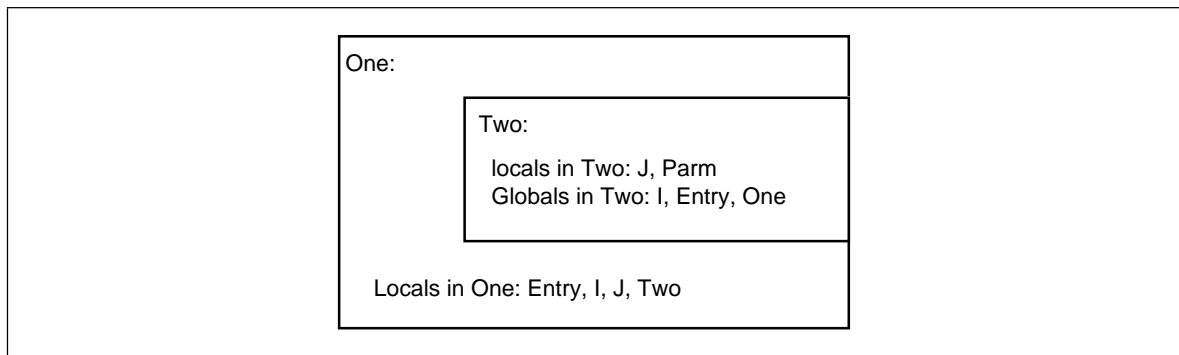 One:
Two:
locals in Two: J, Parm
Globals in Two: I, Entry, One
Locals in One: Entry, I, J, Two